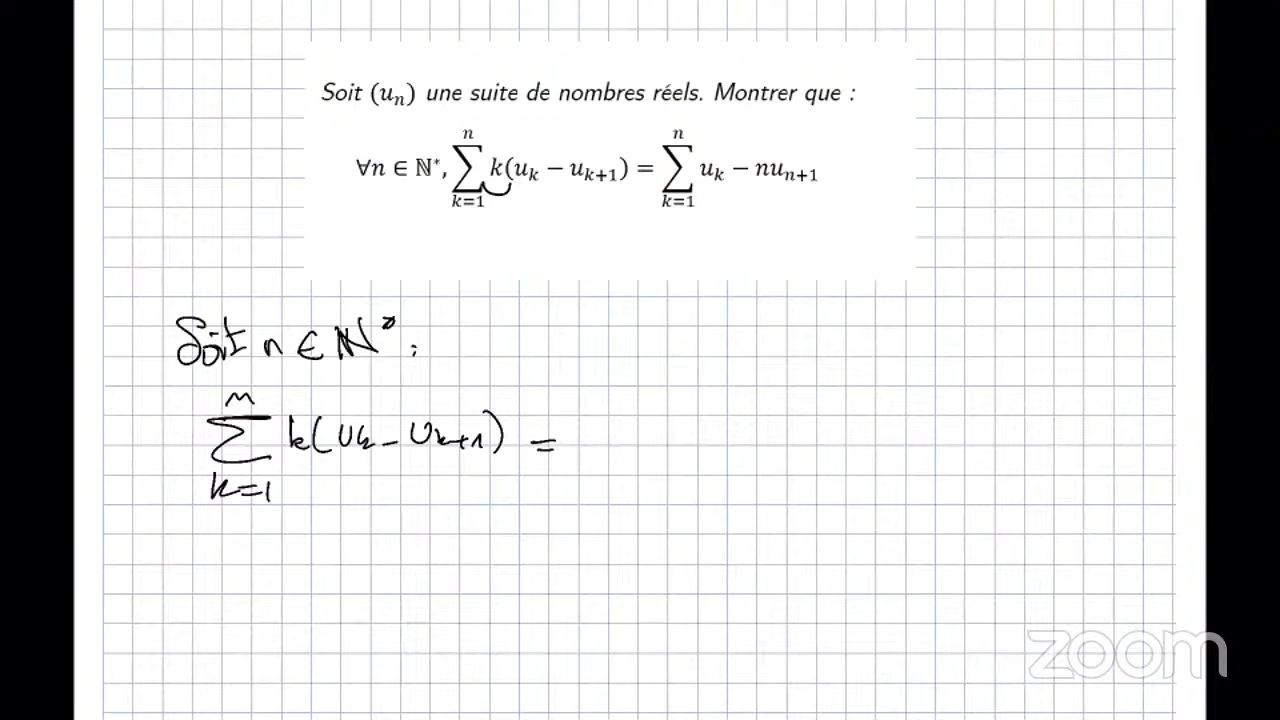 Soit (uₙ) une suite de nombres réels. Montrer que :
∀n ∈ ℕ*, ∑_{k=1}^{n} k(u_k − u_{k+1}) = ∑_{k=1}^{n} u_k − nu_{n+1}
Soit n ∈ ℕ* :
∑_{k=1}^{n} k(u_k − u_{k+1}) =
zoom